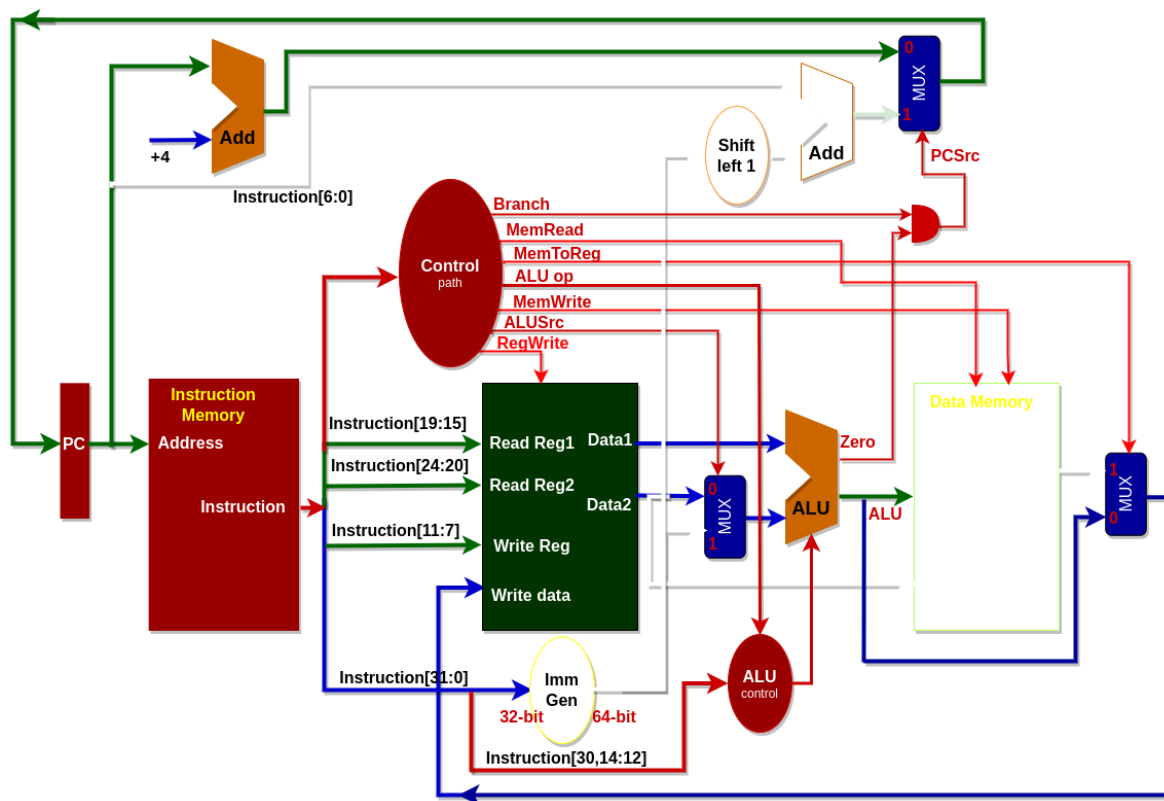 0
MUX
1
Add
+4
Shift
left 1
Add
PCSrc
Instruction[6:0]
Branch
MemRead
MemToReg
Control
path
ALU op
MemWrite
ALUSrc
RegWrite
Instruction
Memory
Data Memory
PC
Address
Instruction[19:15]
Read Reg1
Data1
Zero
Instruction[24:20]
Read Reg2
Data2
0
MUX
1
ALU
ALU
1
MUX
0
Instruction
Instruction[11:7]
Write Reg
Write data
Instruction[31:0]
Imm
Gen
32-bit
64-bit
ALU
control
Instruction[30,14:12]